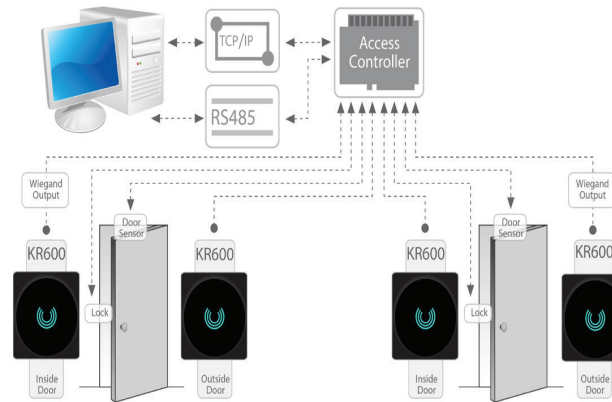 TCP/IP
Access
Controller
RS485
Wiegand
Output
Wiegand
Output
Door
Sensor
Door
Sensor
KR600
KR600
KR600
KR600
Lock
Lock
Inside
Door
Outside
Door
Inside
Door
Outside
Door